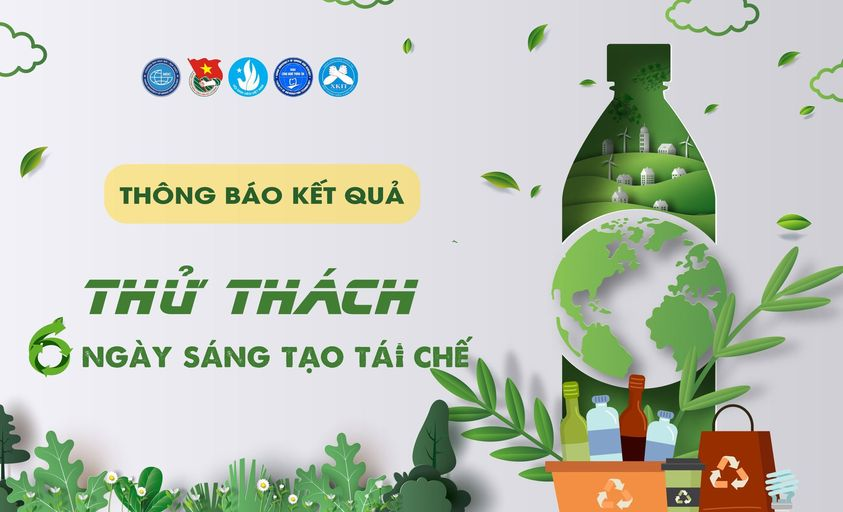 THÔNG BÁO KẾT QUẢ
THỬ THÁCH
6 NGÀY SÁNG TẠO TÁI CHẾ